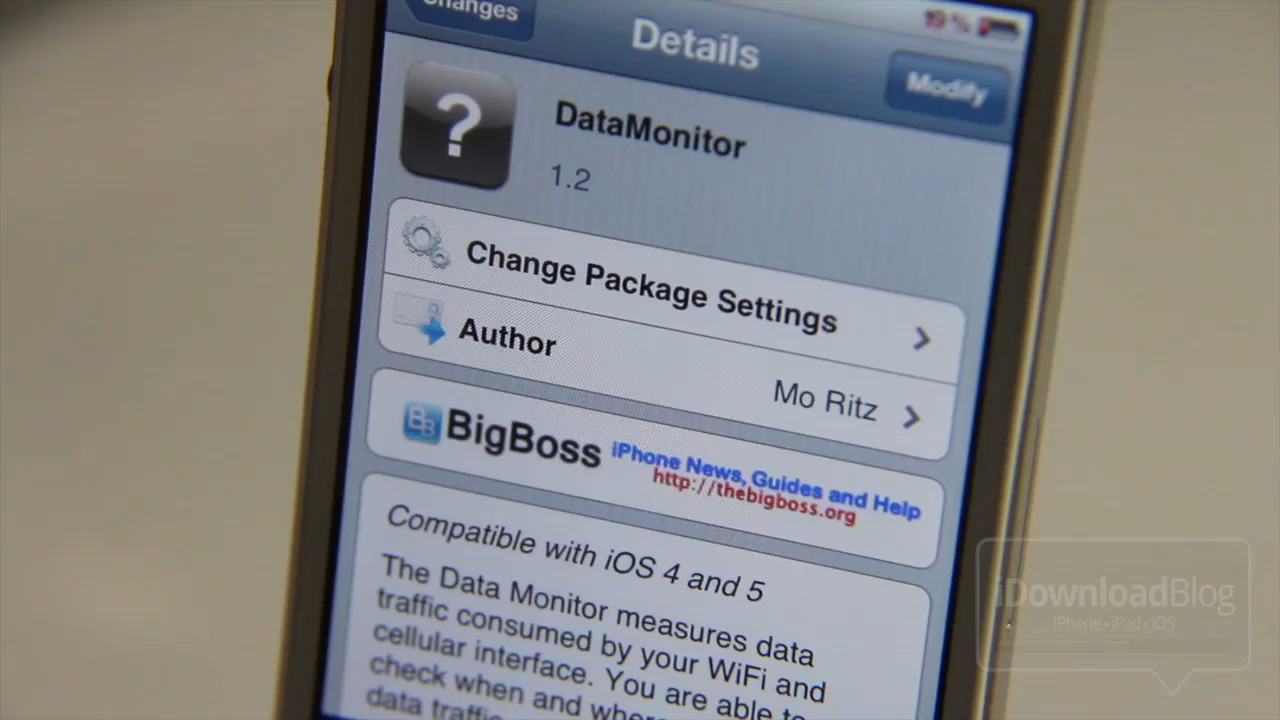 Changes
Details
19 %
Modify
?
DataMonitor
1.2
Change Package Settings
Author
Mo Ritz
BB
BigBoss
iPhone News, Guides and Help
http://thebigboss.org
Compatible with iOS 4 and 5
The Data Monitor measures data
traffic consumed by your WiFi and
cellular interface. You are able to
check when and where
data traffic
iDownloadBlog
iPhone • iPad • iOS